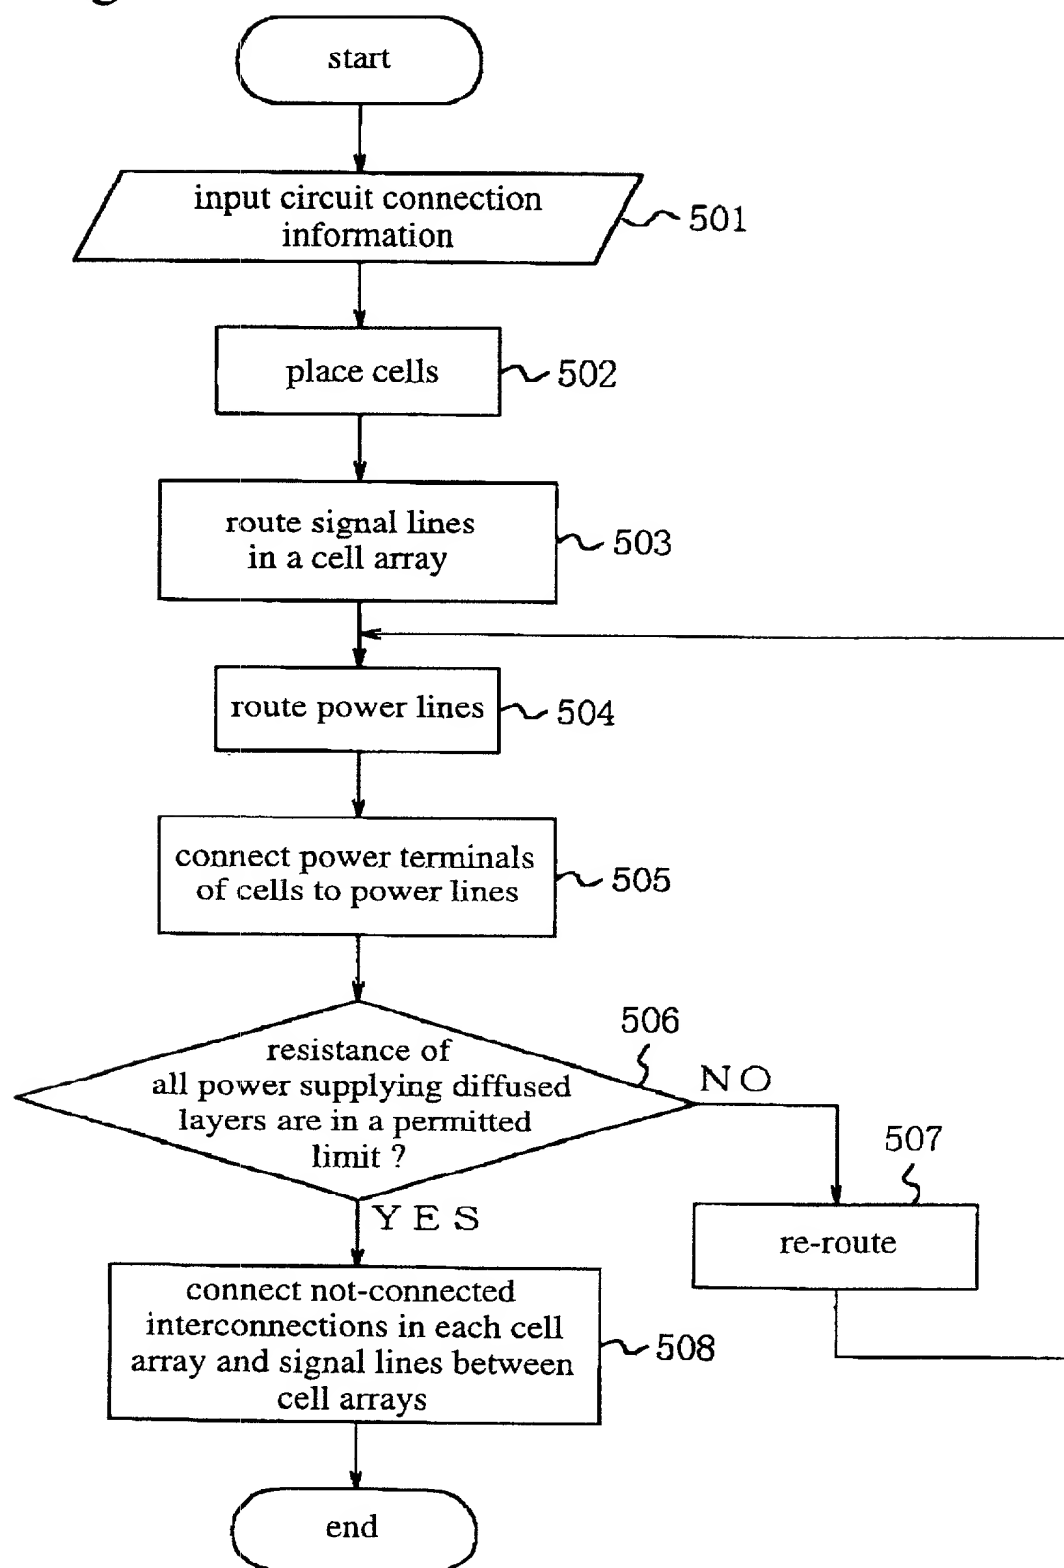 start
input circuit connection
information
501
place cells
502
route signal lines
in a cell array
503
route power lines
504
connect power terminals
of cells to power lines
505
506
resistance of
all power supplying diffused
layers are in a permitted
limit ?
NO
507
re-route
YES
connect not-connected
interconnections in each cell
array and signal lines between
cell arrays
508
end